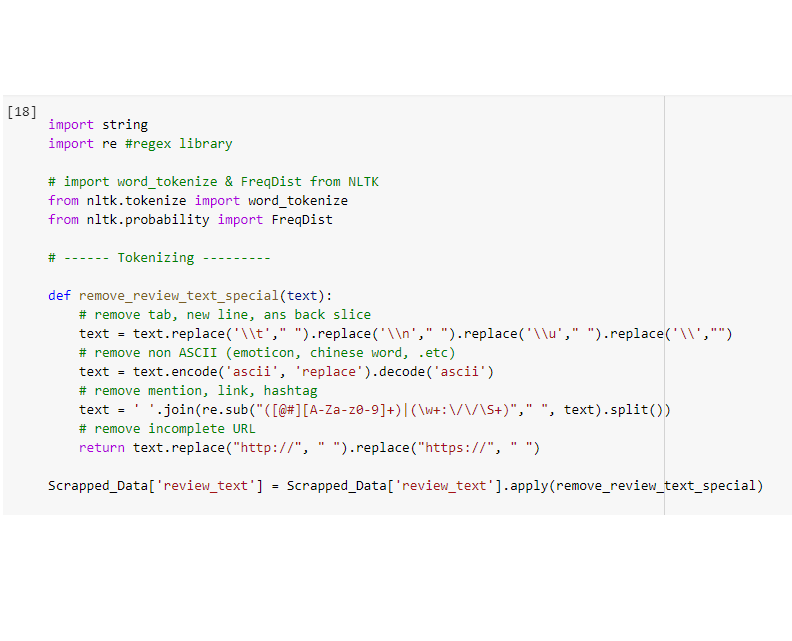 [18]
import string
import re #regex library
# import word_tokenize & FreqDist from NLTK
from nltk.tokenize import word_tokenize
from nltk.probability import FreqDist
# ------ Tokenizing ---------
def remove_review_text_special(text):
# remove tab, new line, ans back slice
text = text.replace('\\t'," ").replace('\\n'," ").replace('\\u'," ").replace('\\',"")
# remove non ASCII (emoticon, chinese word, .etc)
text = text.encode('ascii', 'replace').decode('ascii')
# remove mention, link, hashtag
text = ' '.join(re.sub("([@#][A-Za-z0-9]+)|(\w+:\/\/\S+)"," ", text).split())
# remove incomplete URL
return text.replace("http://", " ").replace("https://", " ")
Scrapped_Data['review_text'] = Scrapped_Data['review_text'].apply(remove_review_text_special)